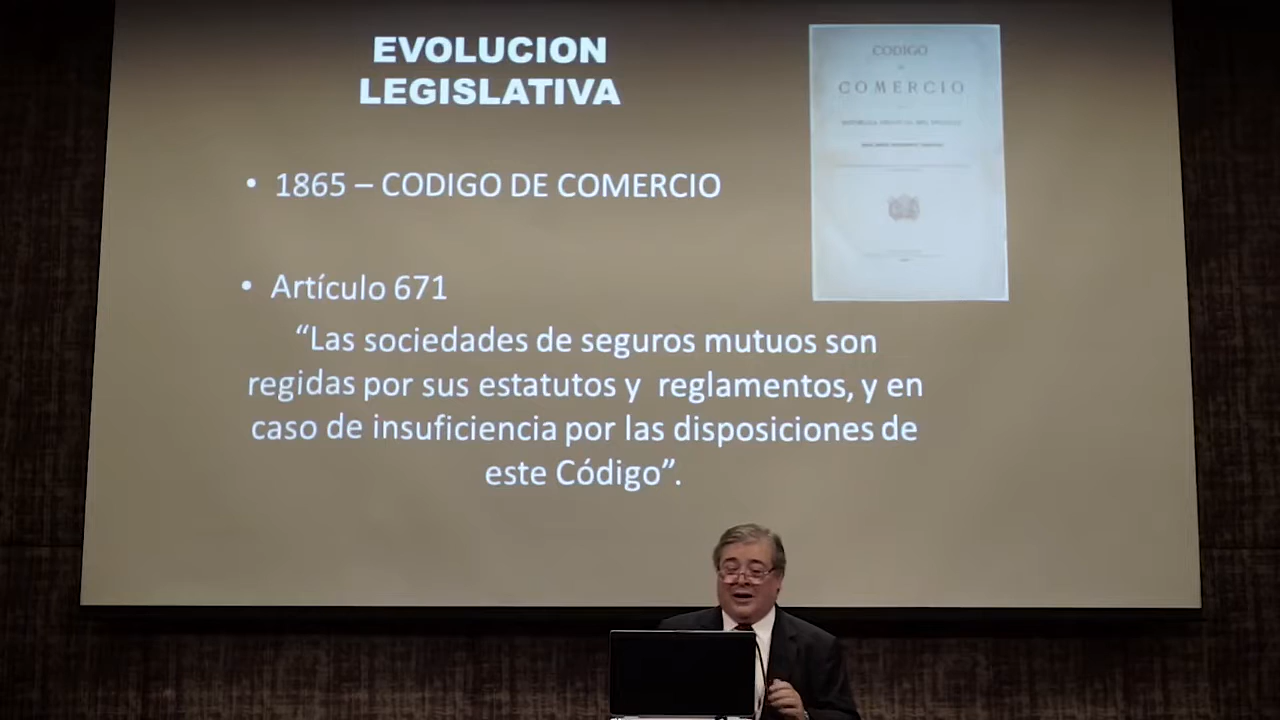 EVOLUCION
LEGISLATIVA
• 1865 – CODIGO DE COMERCIO
• Artículo 671
“Las sociedades de seguros mutuos son
regidas por sus estatutos y reglamentos, y en
caso de insuficiencia por las disposiciones de
este Código”.
CODIGO
COMERCIO